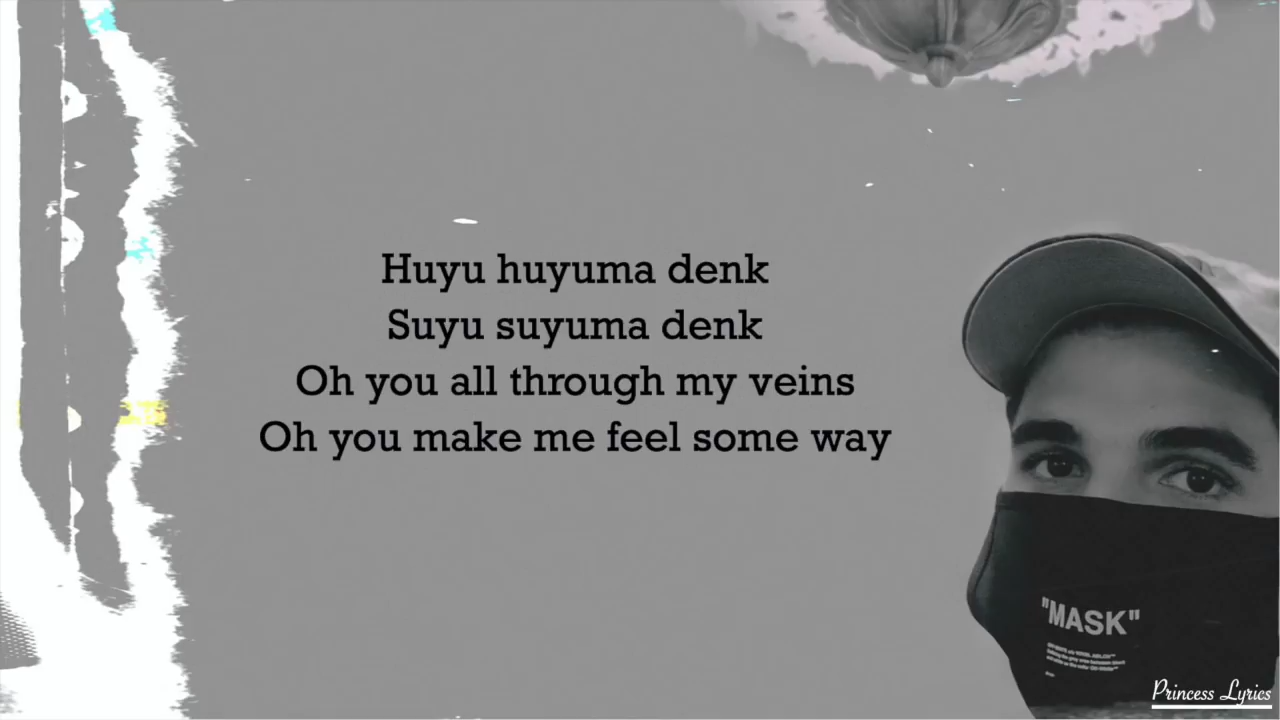 Huyu huyuma denk
Suyu suyuma denk
Oh you all through my veins
Oh you make me feel some way
"MASK"
Princess Lyrics